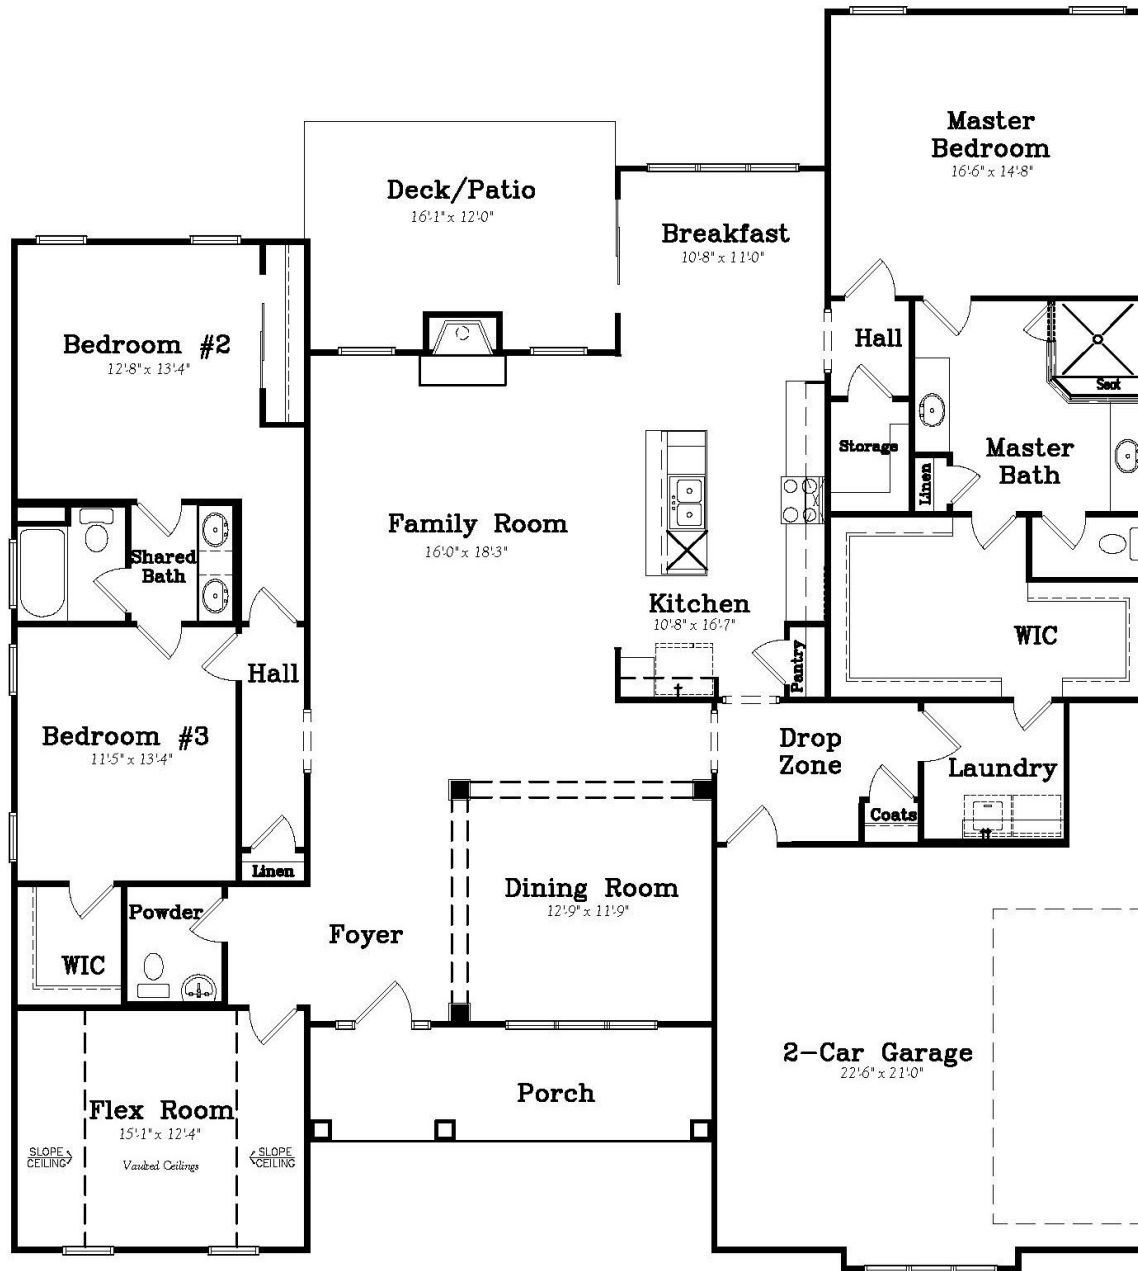 Master
Bedroom
16'-6" x 14'-8"
Deck/Patio
16'-1" x 12'-0"
Breakfast
10'-8" x 11'-0"
Bedroom #2
12'-8" x 13'-4"
Hall
Seat
Storage
Linen
Master
Bath
Family Room
16'-0" x 18'-3"
Shared
Bath
Kitchen
10'-8" x 16'-7"
Pantry
WIC
Hall
Bedroom #3
11'-5" x 13'-4"
Drop
Zone
Laundry
Coats
Linen
Dining Room
12'-9" x 11'-9"
Powder
Foyer
WIC
2-Car Garage
22'-6" x 21'-0"
Porch
Flex Room
15'-1" x 12'-4"
Vaulted Ceilings
SLOPE
CEILING
SLOPE
CEILING